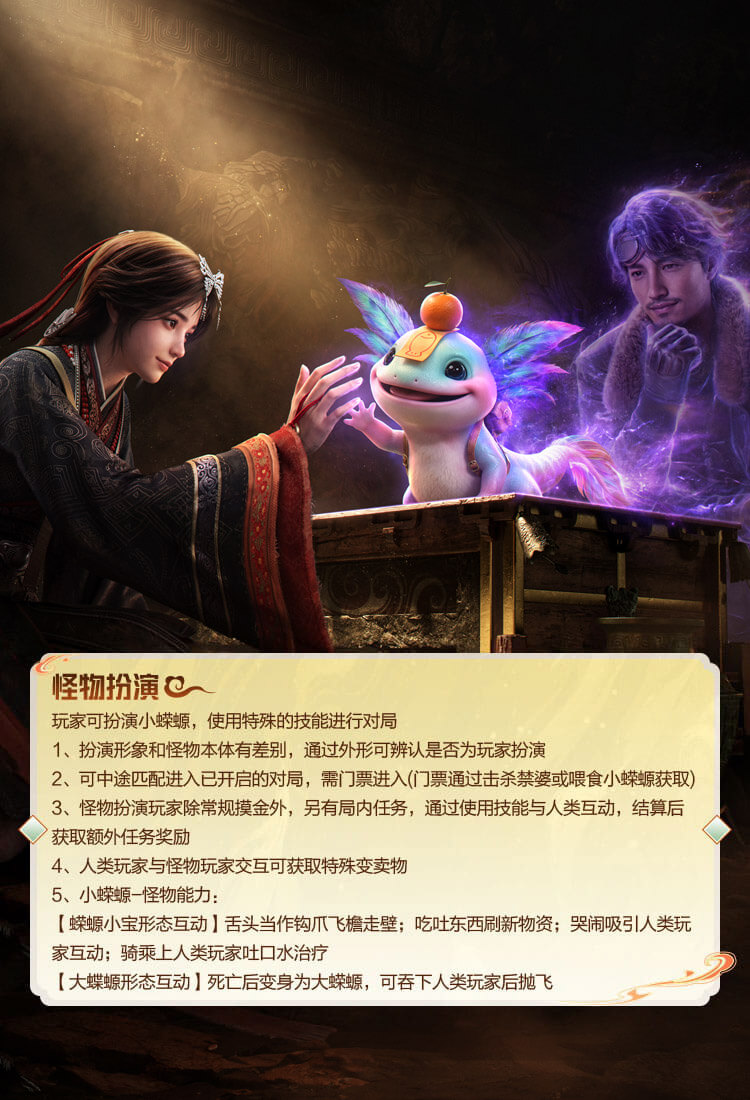 怪物扮演
玩家可扮演小蝾螈，使用特殊的技能进行对局
1、扮演形象和怪物本体有差别，通过外形可辨认是否为玩家扮演
2、可中途匹配进入已开启的对局，需门票进入(门票通过击杀禁婆或喂食小蝾螈获取)
3、怪物扮演玩家除常规摸金外，另有局内任务，通过使用技能与人类互动，结算后
获取额外任务奖励
4、人类玩家与怪物玩家交互可获取特殊变卖物
5、小蝾螈-怪物能力：
【蝾螈小宝形态互动】舌头当作钩爪飞檐走壁；吃吐东西刷新物资；哭闹吸引人类玩
家互动；骑乘上人类玩家吐口水治疗
【大蝶螈形态互动】死亡后变身为大蝾螈，可吞下人类玩家后抛飞